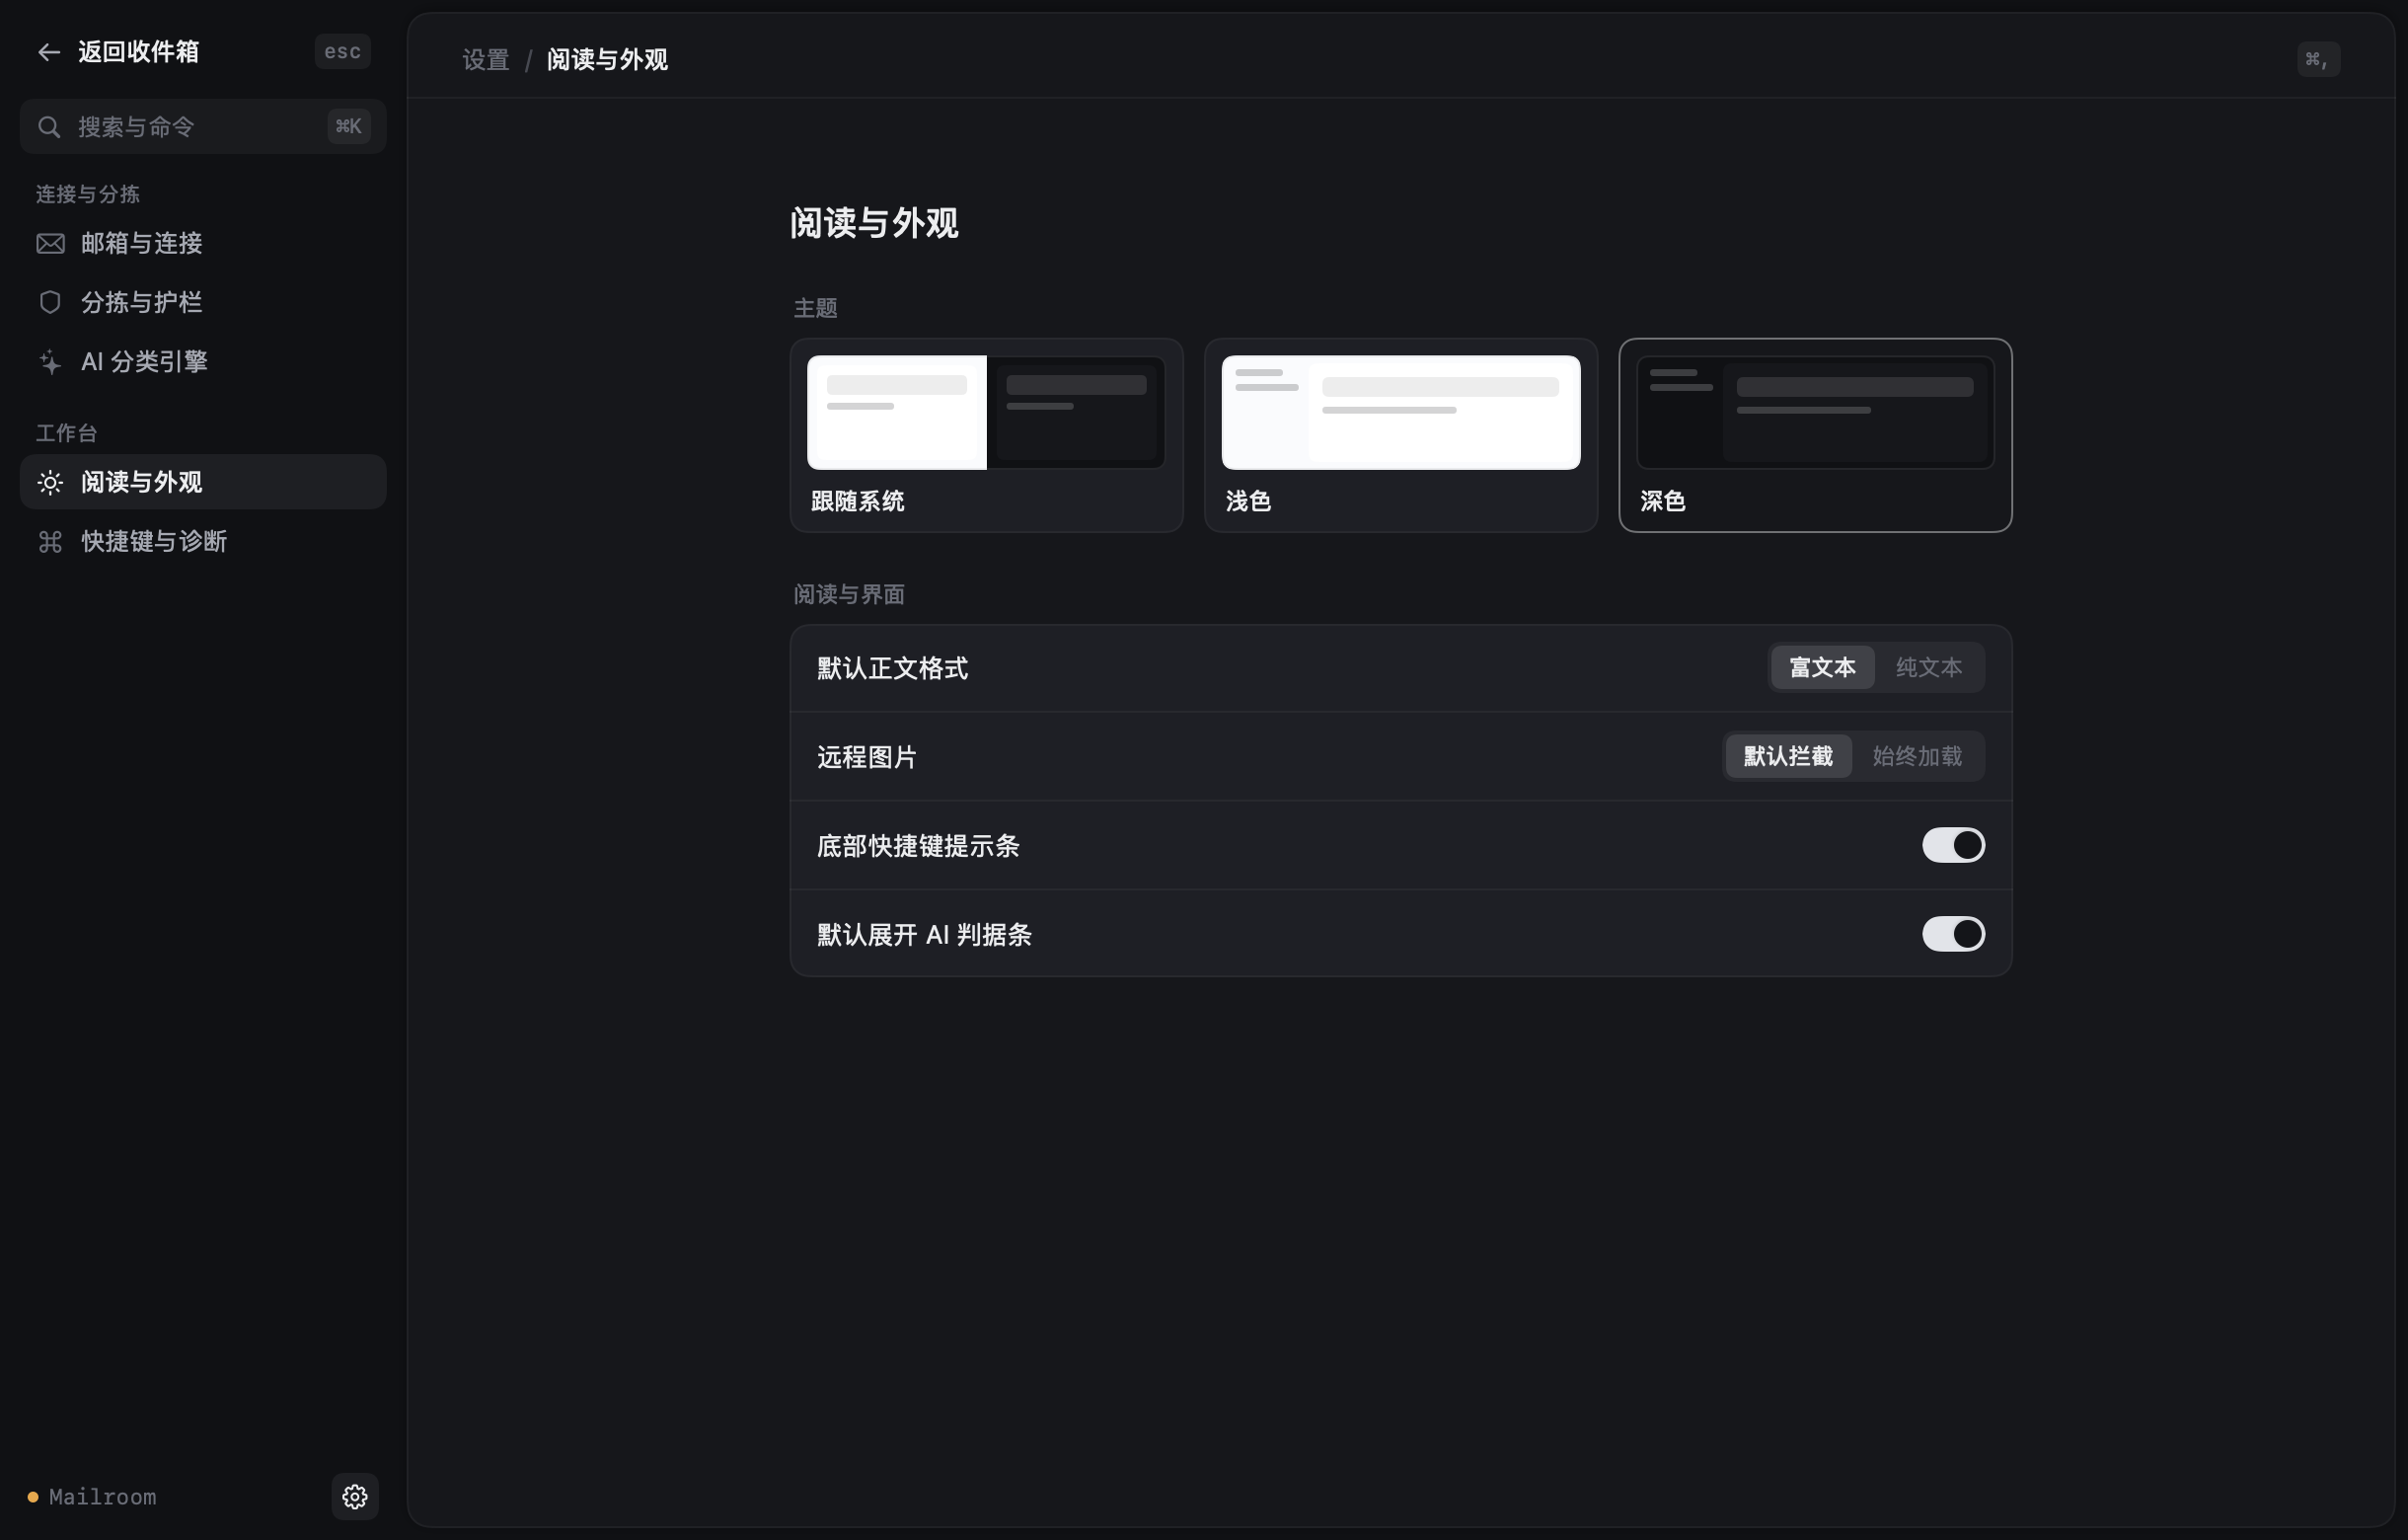 返回收件箱 esc
搜索与命令 ⌘K
连接与分拣
邮箱与连接
分拣与护栏
AI 分类引擎
工作台
阅读与外观
快捷键与诊断
Mailroom
设置 / 阅读与外观 ⌘,
阅读与外观
主题
跟随系统 浅色 深色
阅读与界面
默认正文格式 富文本 纯文本
远程图片 默认拦截 始终加载
底部快捷键提示条
默认展开 AI 判据条